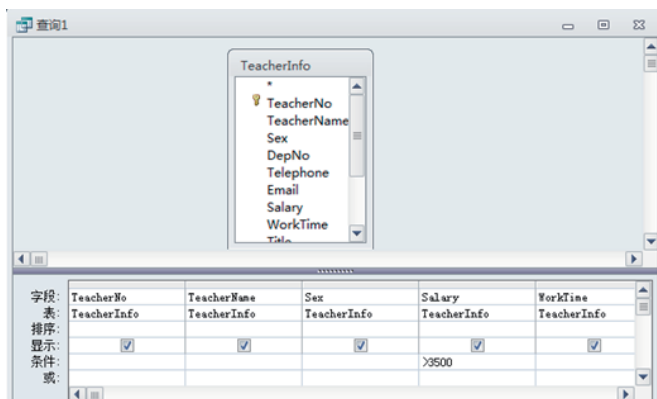 查询1
TeacherInfo
*
TeacherNo
TeacherName
Sex
DepNo
Telephone
Email
Salary
WorkTime
Title
字段: TeacherNo TeacherName Sex Salary WorkTime
表: TeacherInfo TeacherInfo TeacherInfo TeacherInfo TeacherInfo
排序:
显示:
条件: >3500
或: